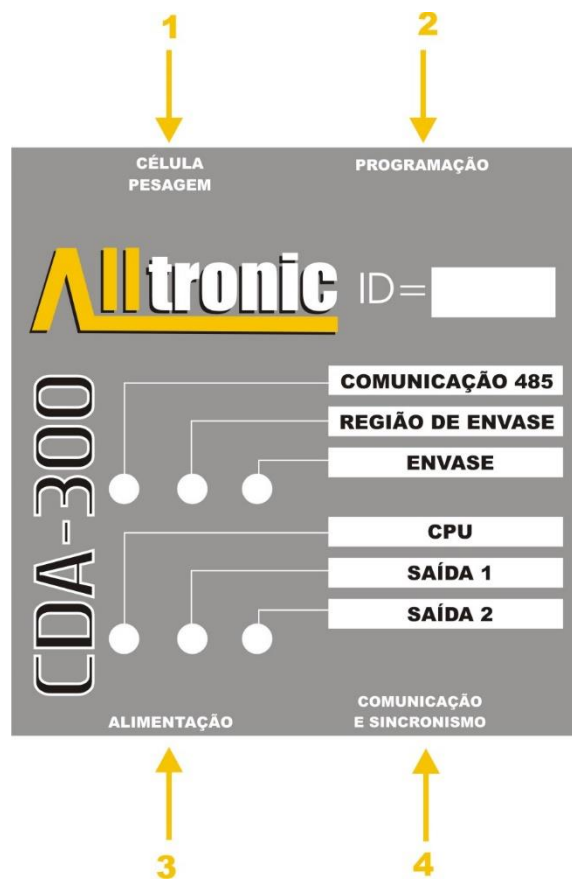 1
2
CÉLULA
PESAGEM
PROGRAMAÇÃO
Alltronic
ID=
COMUNICAÇÃO 485
REGIÃO DE ENVASE
ENVASE
CDA-300
CPU
SAÍDA 1
SAÍDA 2
ALIMENTAÇÃO
COMUNICAÇÃO
E SINCRONISMO
3
4